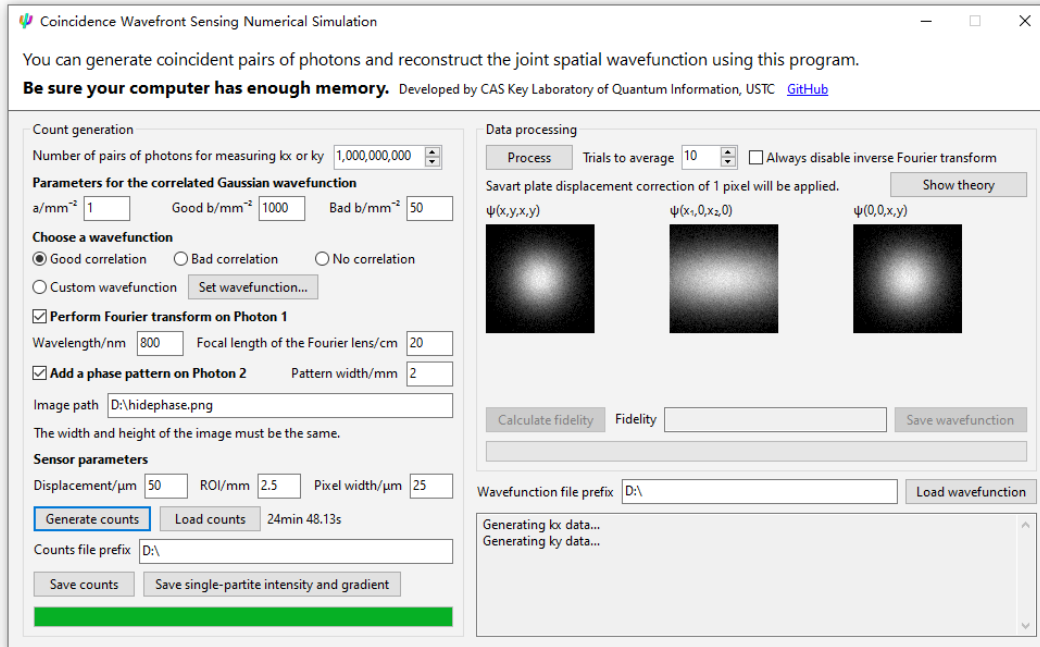 Coincidence Wavefront Sensing Numerical Simulation
You can generate coincident pairs of photons and reconstruct the joint spatial wavefunction using this program.
Be sure your computer has enough memory. Developed by CAS Key Laboratory of Quantum Information, USTC GitHub
Count generation
Number of pairs of photons for measuring kx or ky 1,000,000,000
Parameters for the correlated Gaussian wavefunction
a/mm⁻² 1 Good b/mm⁻² 1000 Bad b/mm⁻² 50
Choose a wavefunction
Good correlation Bad correlation No correlation
Custom wavefunction Set wavefunction...
Perform Fourier transform on Photon 1
Wavelength/nm 800 Focal length of the Fourier lens/cm 20
Add a phase pattern on Photon 2 Pattern width/mm 2
Image path D:\hidephase.png
The width and height of the image must be the same.
Sensor parameters
Displacement/μm 50 ROI/mm 2.5 Pixel width/μm 25
Generate counts Load counts 24min 48.13s
Counts file prefix D:\
Save counts Save single-partite intensity and gradient
Data processing
Process Trials to average 10 Always disable inverse Fourier transform
Savart plate displacement correction of 1 pixel will be applied. Show theory
ψ(x,y,x,y) ψ(x₁,0,x₂,0) ψ(0,0,x,y)
Calculate fidelity Fidelity Save wavefunction
Wavefunction file prefix D:\ Load wavefunction
Generating kx data...
Generating ky data...